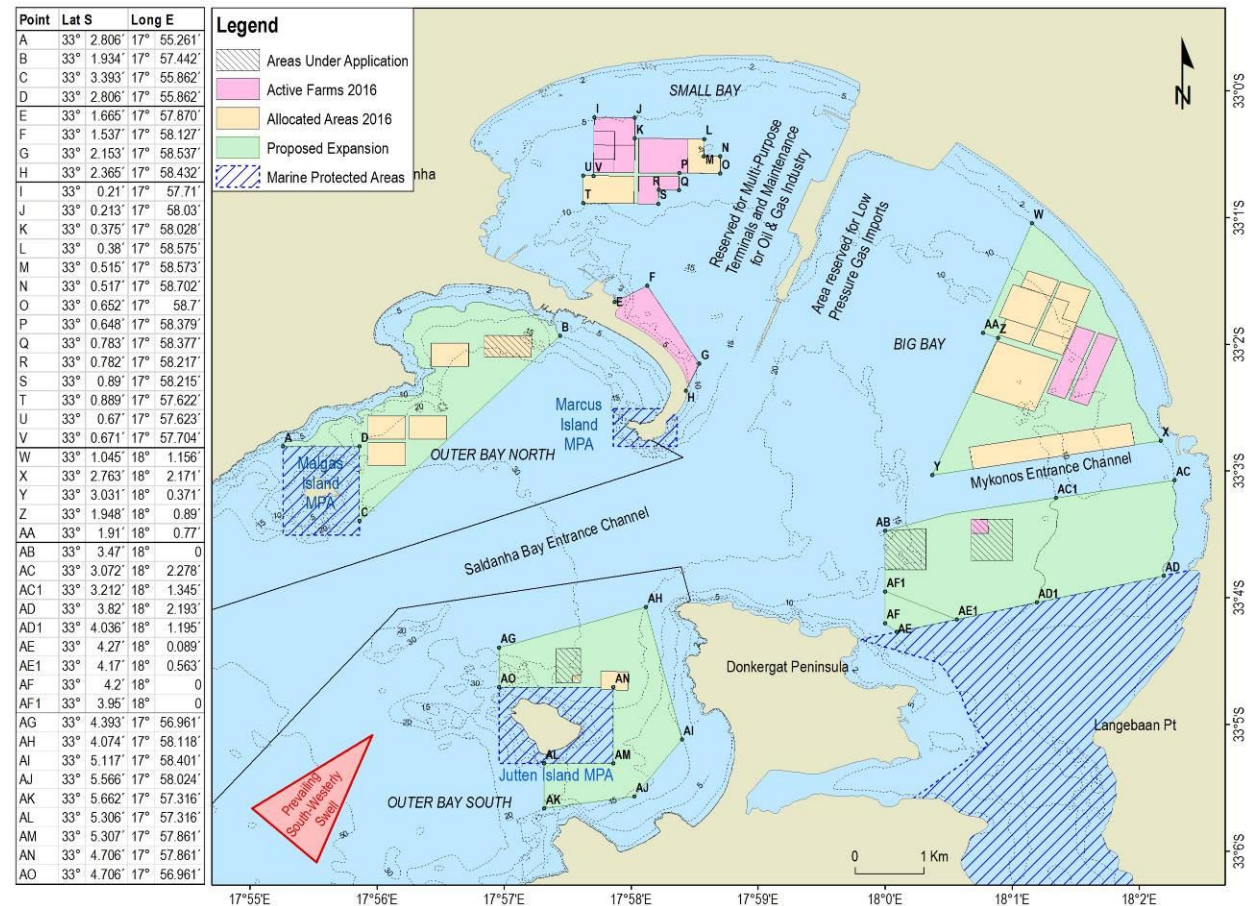 Point Lat S Long E
A 33° 2.806´ 17° 55.261´
B 33° 1.934´ 17° 57.442´
C 33° 3.393´ 17° 55.862´
D 33° 2.806´ 17° 55.862´
E 33° 1.665´ 17° 57.870´
F 33° 1.537´ 17° 58.127´
G 33° 2.153´ 17° 58.537´
H 33° 2.365´ 17° 58.432´
I 33° 0.21´ 17° 57.71´
J 33° 0.213´ 17° 58.03´
K 33° 0.375´ 17° 58.028´
L 33° 0.38´ 17° 58.575´
M 33° 0.515´ 17° 58.573´
N 33° 0.517´ 17° 58.702´
O 33° 0.652´ 17° 58.7´
P 33° 0.648´ 17° 58.379´
Q 33° 0.783´ 17° 58.377´
R 33° 0.782´ 17° 58.217´
S 33° 0.89´ 17° 58.215´
T 33° 0.889´ 17° 57.622´
U 33° 0.67´ 17° 57.623´
V 33° 0.671´ 17° 57.704´
W 33° 1.045´ 18° 1.156´
X 33° 2.763´ 18° 2.171´
Y 33° 3.031´ 18° 0.371´
Z 33° 1.948´ 18° 0.89´
AA 33° 1.91´ 18° 0.77´
AB 33° 3.47´ 18° 0
AC 33° 3.072´ 18° 2.278´
AC1 33° 3.212´ 18° 1.345´
AD 33° 3.82´ 18° 2.193´
AD1 33° 4.036´ 18° 1.195´
AE 33° 4.27´ 18° 0.089´
AE1 33° 4.17´ 18° 0.563´
AF 33° 4.2´ 18° 0
AF1 33° 3.95´ 18° 0
AG 33° 4.393´ 17° 56.961´
AH 33° 4.074´ 17° 58.118´
AI 33° 5.117´ 17° 58.401´
AJ 33° 5.566´ 17° 58.024´
AK 33° 5.662´ 17° 57.316´
AL 33° 5.306´ 17° 57.316´
AM 33° 5.307´ 17° 57.861´
AN 33° 4.706´ 17° 57.861´
AO 33° 4.706´ 17° 56.961´
Legend
Areas Under Application
Active Farms 2016
Allocated Areas 2016
Proposed Expansion
Marine Protected Areas
nha
SMALL BAY
N
I J
K
L
M N
O
P
Q
R
S
T
U V
Reserved for Multi-Purpose
Terminals and Maintenance
for Oil & Gas Industry
Area reserved for Low
Pressure Gas Imports
W
AA Z
BIG BAY
X
Y
Mykonos Entrance Channel
E
F
G
H
B
A
D
C
Marcus
Island
MPA
Malgas
Island
MPA
OUTER BAY NORTH
Saldanha Bay Entrance Channel
AB
AC
AC1
AD
AD1
AE
AE1
AF
AF1
AG
AH
AO
AN
AI
AL
AM
AJ
AK
Jutten Island MPA
OUTER BAY SOUTH
Donkergat Peninsula
Langebaan Pt
Prevailing
South-Westerly
Swell
0 1 Km
33°0'S
33°1'S
33°2'S
33°3'S
33°4'S
33°5'S
33°6'S
17°55'E 17°56'E 17°57'E 17°58'E 17°59'E 18°0'E 18°1'E 18°2'E